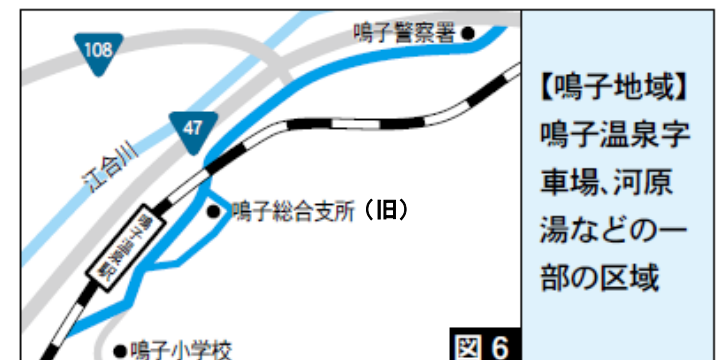 鳴子警察署
108
47
江合川
鳴子総合支所（旧）
鳴子温泉駅
鳴子小学校
図 6
【鳴子地域】
鳴子温泉字
車場、河原
湯などの一
部の区域